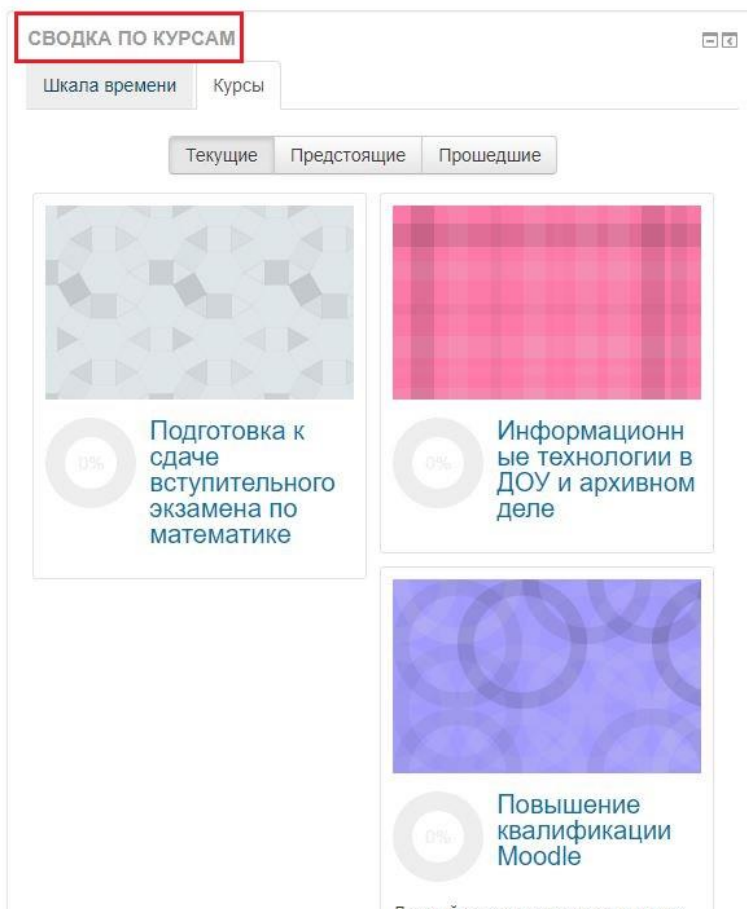 СВОДКА ПО КУРСАМ
Шкала времени Курсы
Текущие Предстоящие Прошедшие
0%
Подготовка к
сдаче
вступительного
экзамена по
математике
0%
Информационн
ые технологии в
ДОУ и архивном
деле
0%
Повышение
квалификации
Moodle